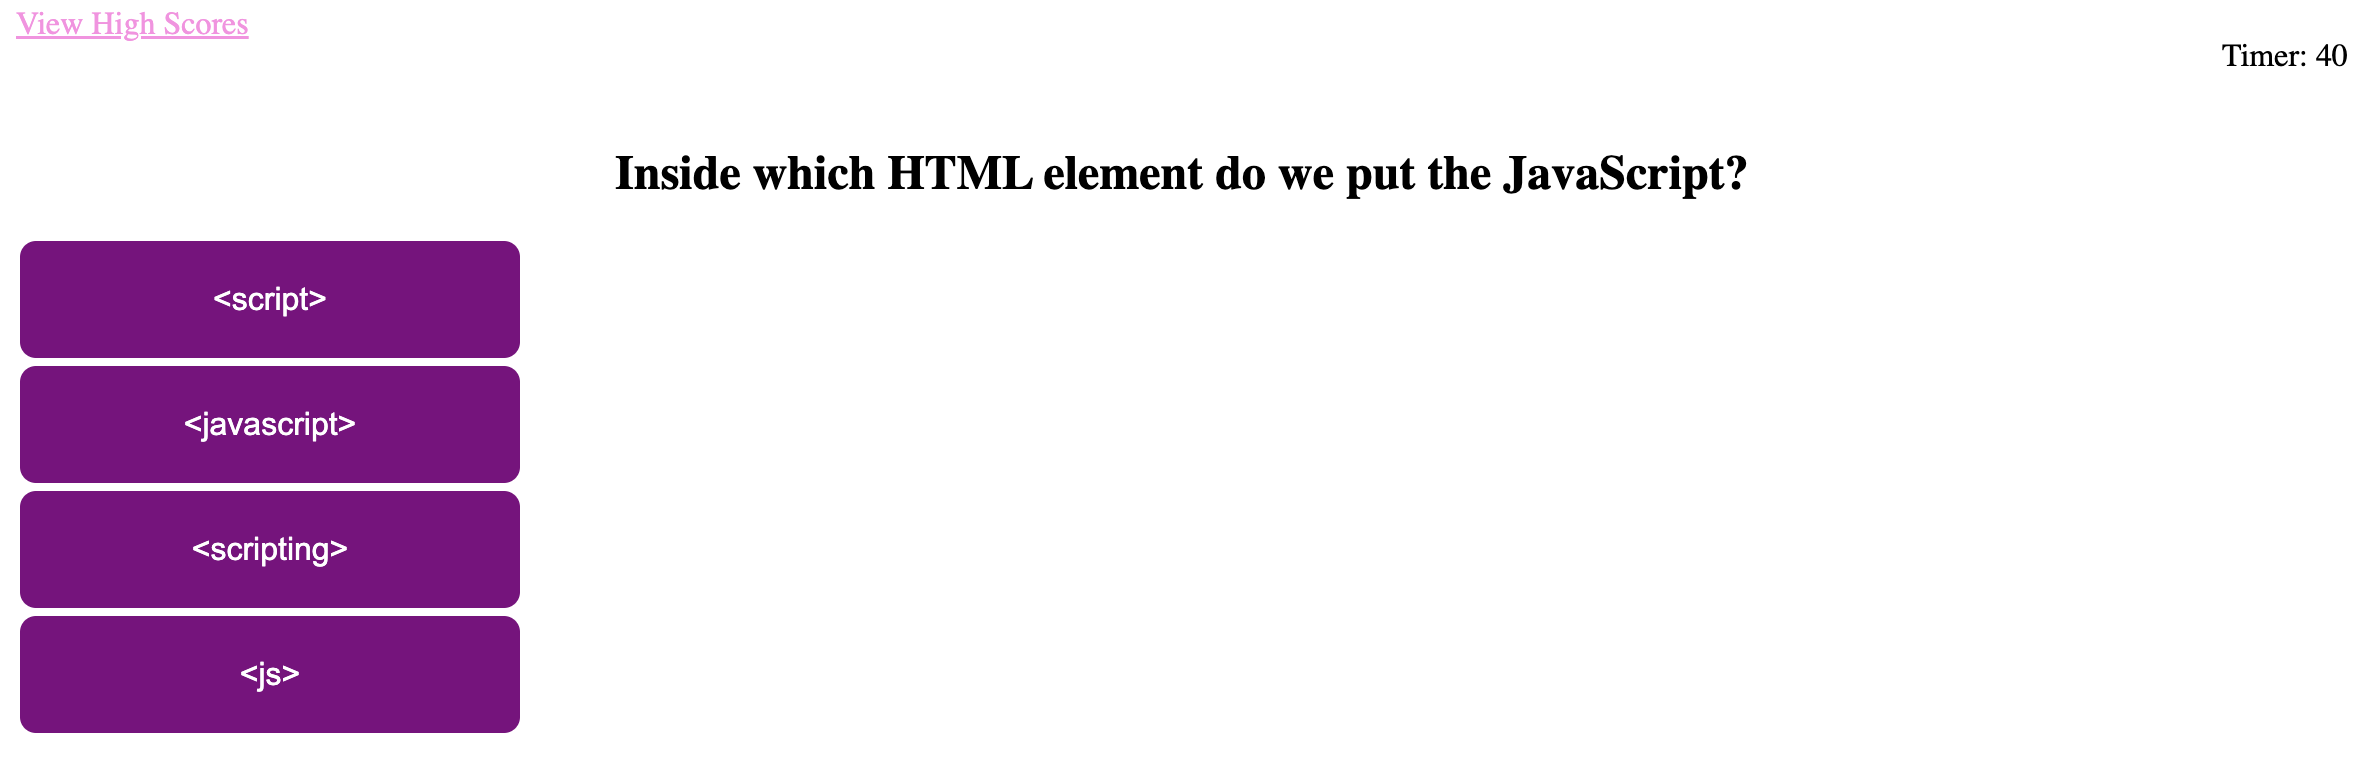 View High Scores
Timer: 40
Inside which HTML element do we put the JavaScript?
<script>
<javascript>
<scripting>
<js>